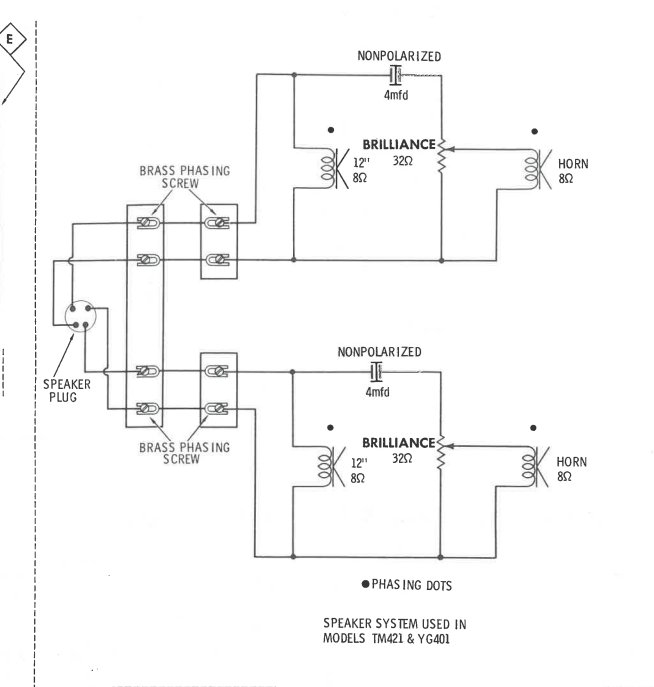 E
NONPOLARIZED
4mfd
BRILLIANCE
32Ω
12"
8Ω
HORN
8Ω
BRASS PHASING
SCREW
SPEAKER
PLUG
NONPOLARIZED
4mfd
BRILLIANCE
32Ω
12"
8Ω
HORN
8Ω
BRASS PHASING
SCREW
PHASING DOTS
SPEAKER SYSTEM USED IN
MODELS TM421 & YG401